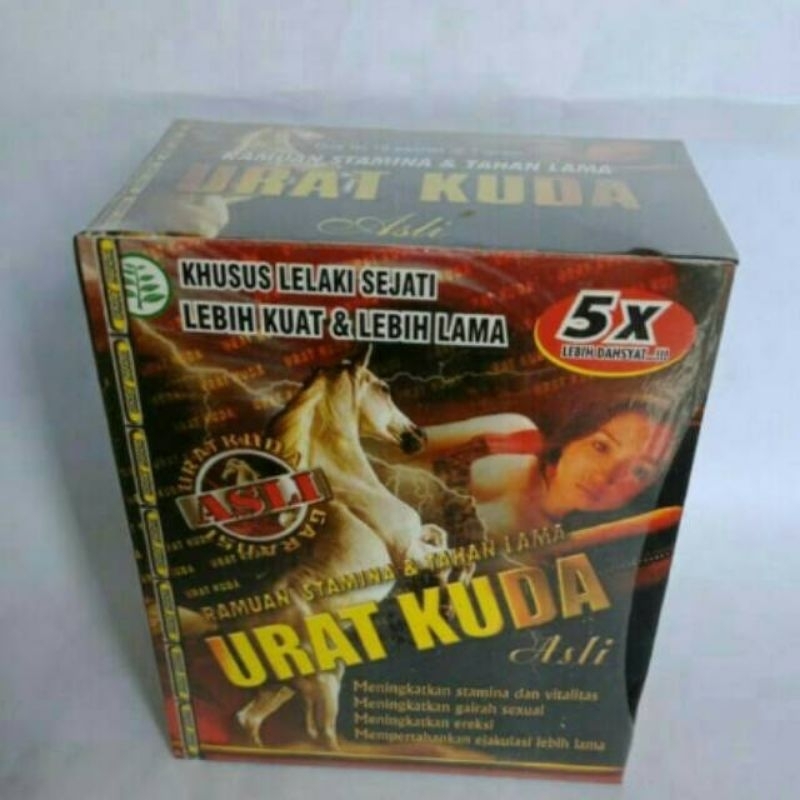 RAMUAN STAMINA & TAHAN LAMA
URAT KUDA
Asli
KHUSUS LELAKI SEJATI
LEBIH KUAT & LEBIH LAMA
5X
LEBIH DAHSYAT...!!!
URAT KUDA
ASLI
RAMUAN STAMINA & TAHAN LAMA
URAT KUDA
Asli
Meningkatkan stamina dan vitalitas
Meningkatkan gairah sexual
Meningkatkan ereksi
Mempertahankan ejakulasi lebih lama